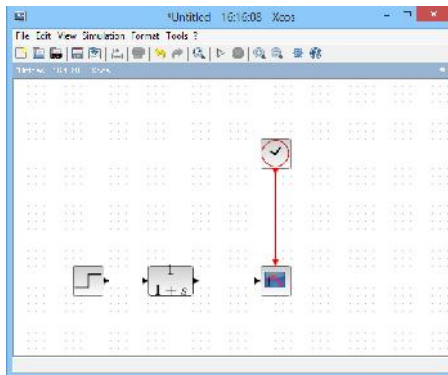 *Untitled 16:16:08 Xcos
File Edit View Simulation Format Tools ?
1
1 + s